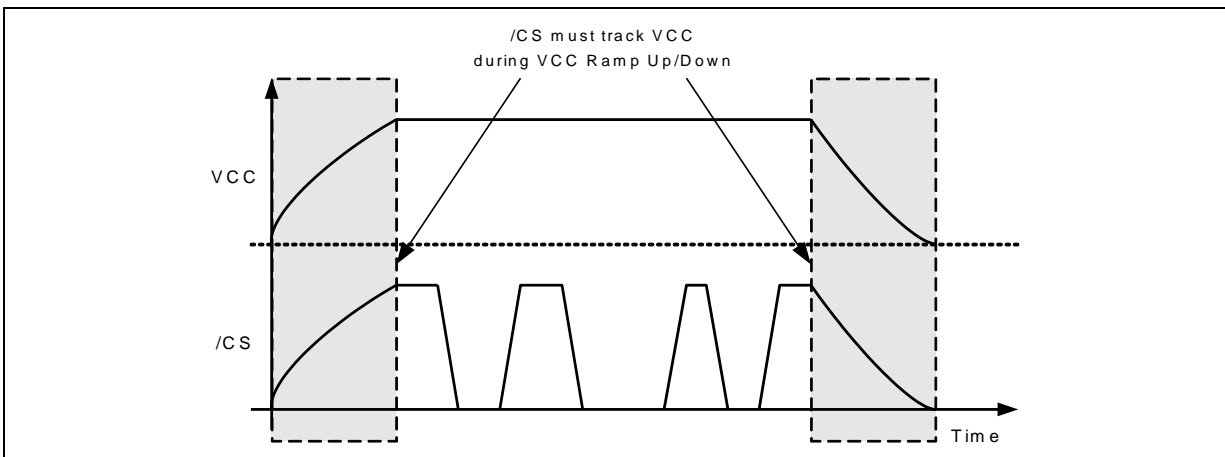 /CS must track VCC
during VCC Ramp Up/Down
VCC
/CS
Time